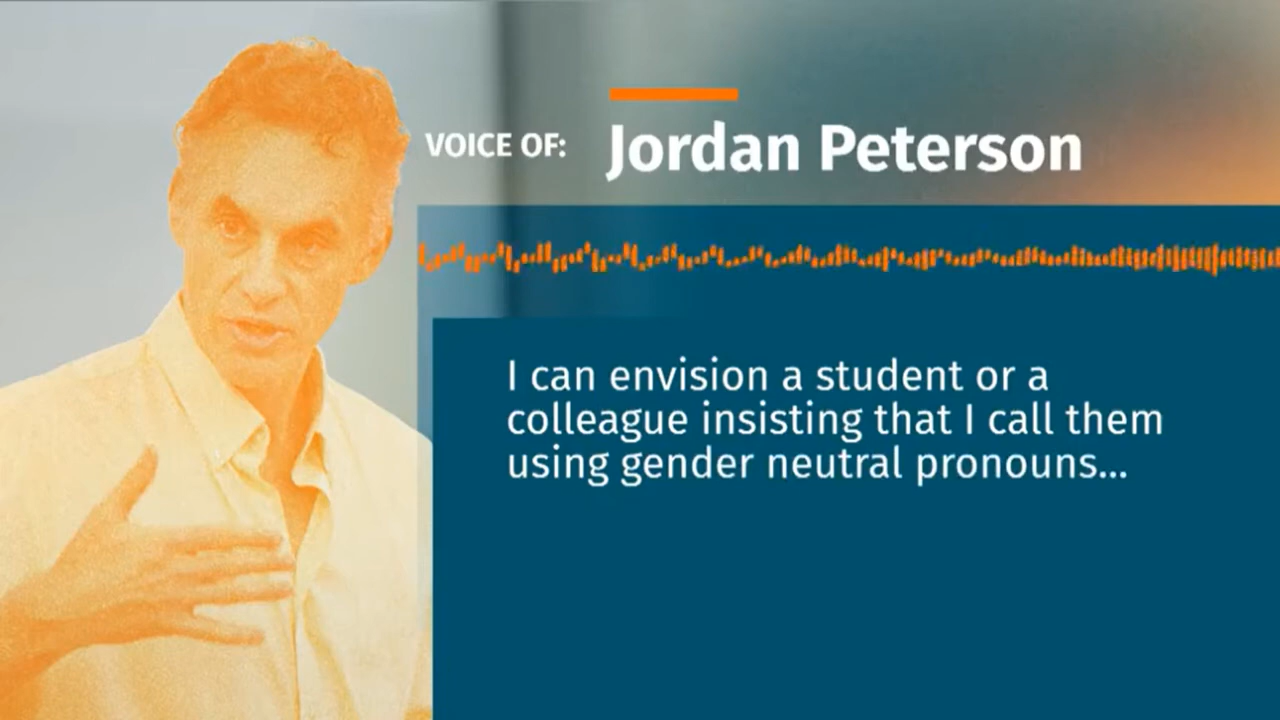 VOICE OF: Jordan Peterson
I can envision a student or a
colleague insisting that I call them
using gender neutral pronouns...